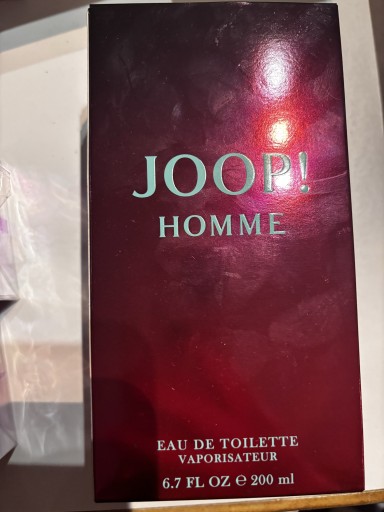 JOOP!
HOMME
EAU DE TOILETTE
VAPORISATEUR
6.7 FL OZ e 200 ml